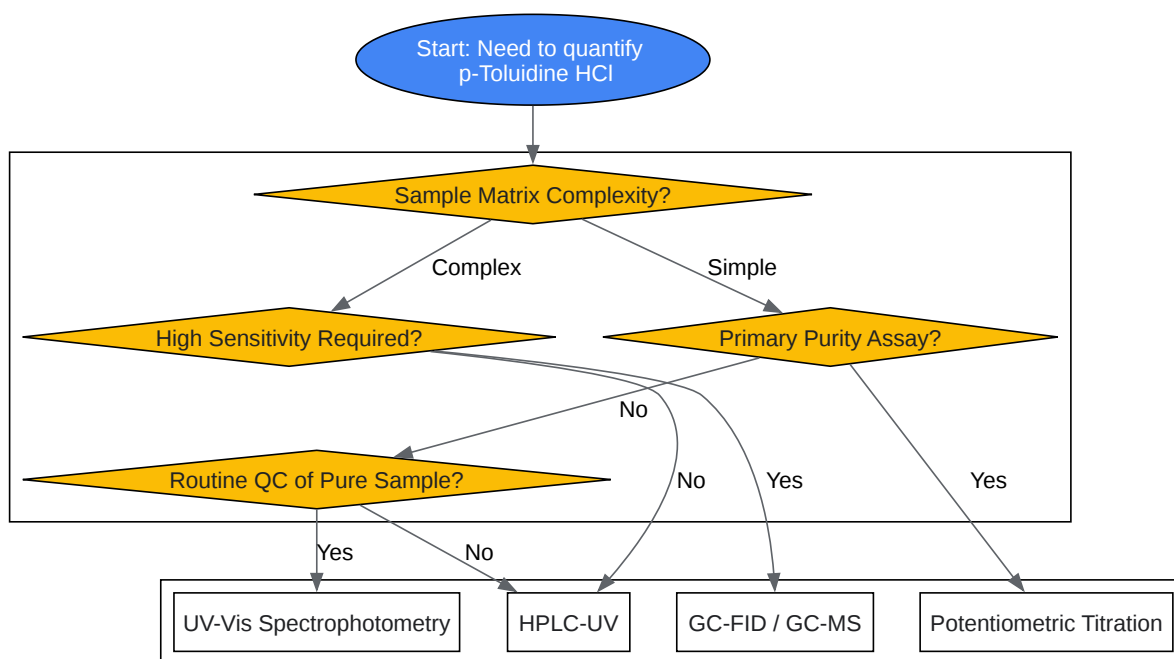 Start: Need to quantify
p-Toluidine HCl
Sample Matrix Complexity?
Complex
Simple
High Sensitivity Required?
Primary Purity Assay?
No
Routine QC of Pure Sample?
No
Yes
Yes
Yes
No
UV-Vis Spectrophotometry
HPLC-UV
GC-FID / GC-MS
Potentiometric Titration